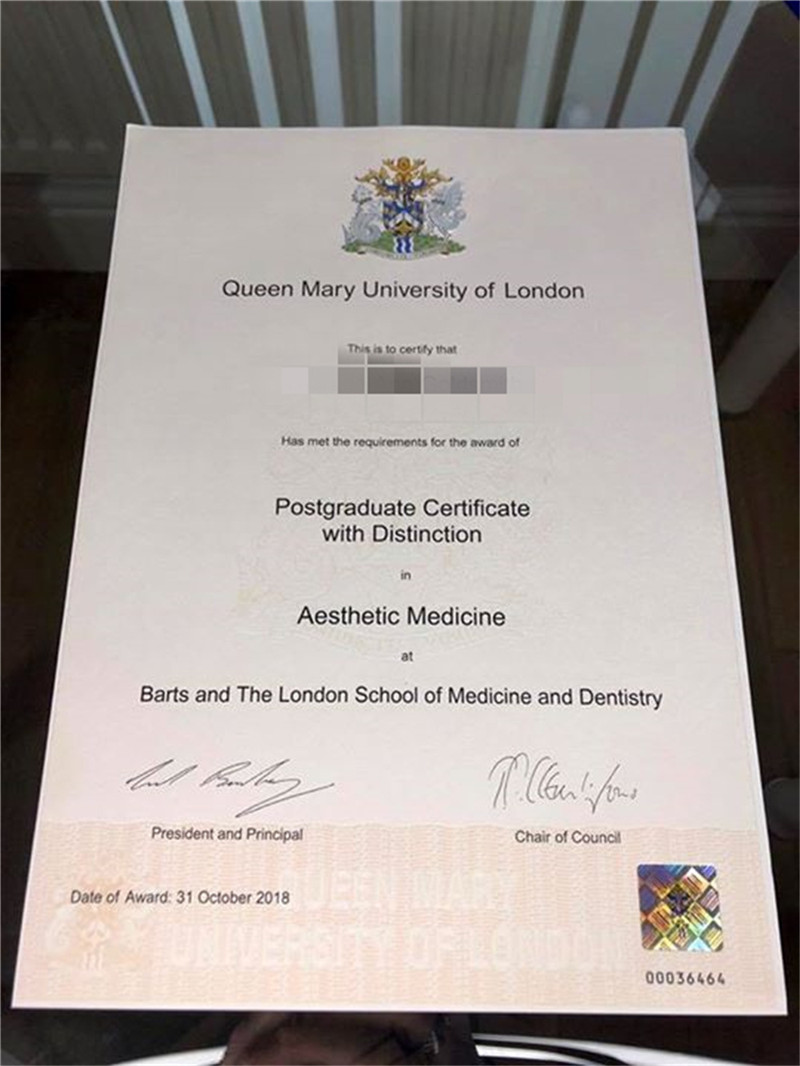 Queen Mary University of London
This is to certify that
Has met the requirements for the award of
Postgraduate Certificate
with Distinction
in
Aesthetic Medicine
at
Barts and The London School of Medicine and Dentistry
President and Principal
Chair of Council
Date of Award: 31 October 2018
QUEEN MARY
UNIVERSITY OF LONDON
00036464